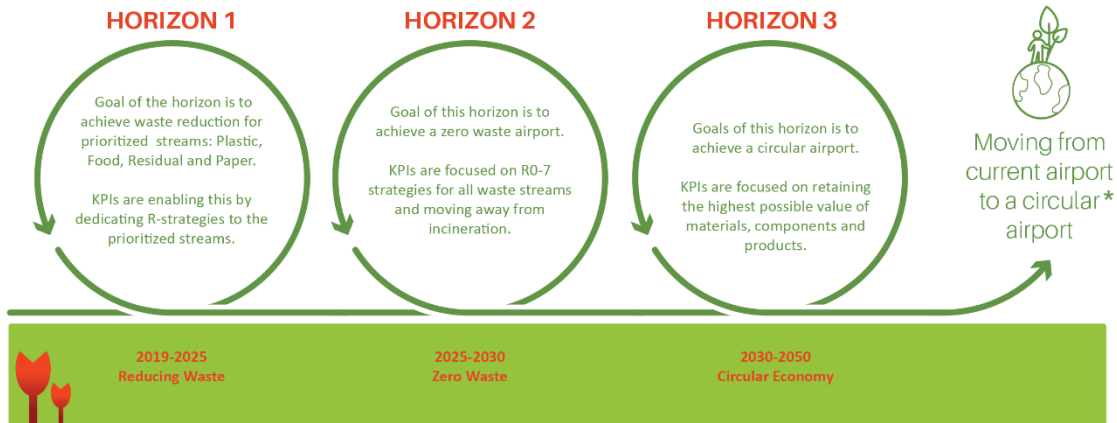 HORIZON 1
Goal of the horizon is to
achieve waste reduction for
prioritized streams: Plastic,
Food, Residual and Paper.
KPIs are enabling this by
dedicating R-strategies to the
prioritized streams.
HORIZON 2
Goal of this horizon is to
achieve a zero waste airport.
KPIs are focused on R0-7
strategies for all waste streams
and moving away from
incineration.
HORIZON 3
Goals of this horizon is to
achieve a circular airport.
KPIs are focused on retaining
the highest possible value of
materials, components and
products.
Moving from
current airport
to a circular*
airport
2019-2025
Reducing Waste
2025-2030
Zero Waste
2030-2050
Circular Economy